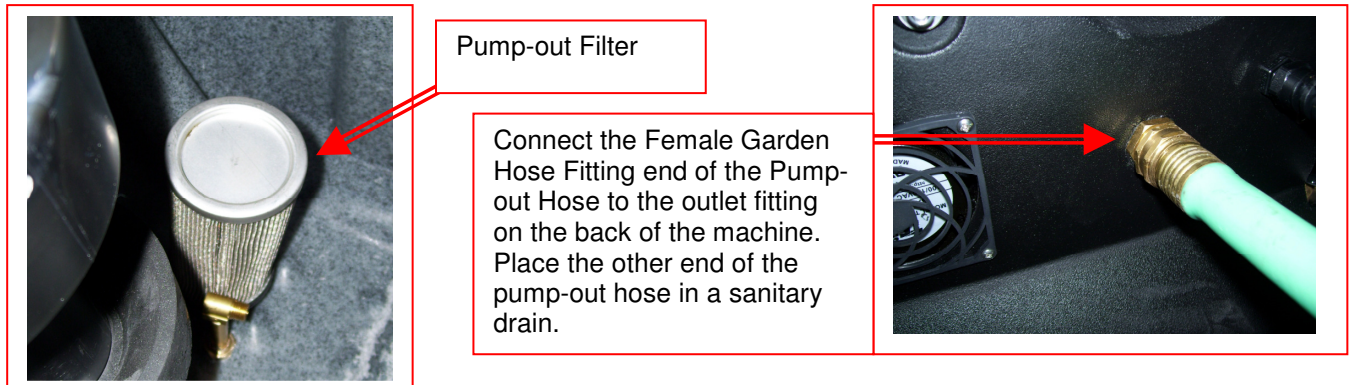 Pump-out Filter
Connect the Female Garden
Hose Fitting end of the Pump-
out Hose to the outlet fitting
on the back of the machine.
Place the other end of the
pump-out hose in a sanitary
drain.